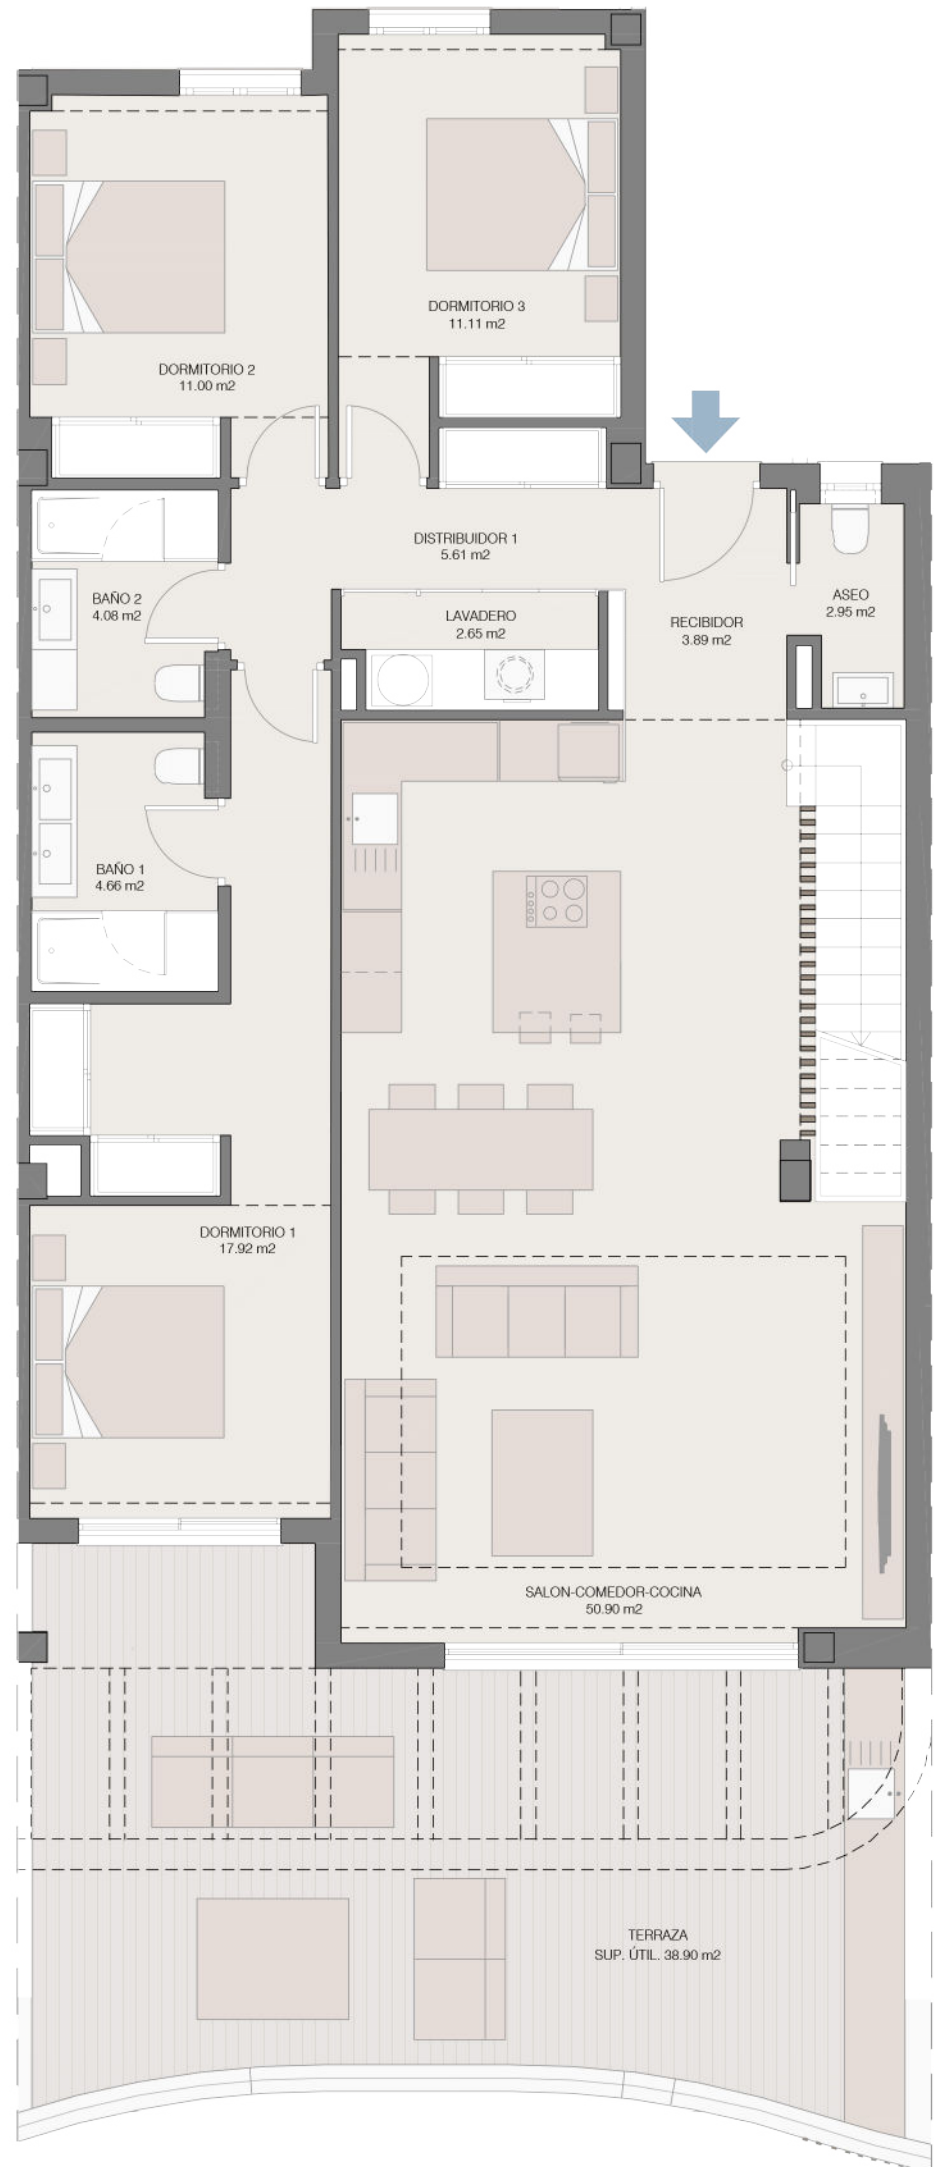 DORMITORIO 3
11.11 m2
DORMITORIO 2
11.00 m2
DISTRIBUIDOR 1
5.61 m2
BAÑO 2
4.08 m2
LAVADERO
2.65 m2
RECIBIDOR
3.89 m2
ASEO
2.95 m2
BAÑO 1
4.66 m2
DORMITORIO 1
17.92 m2
SALON-COMEDOR-COCINA
50.90 m2
TERRAZA
SUP. ÚTIL. 38.90 m2